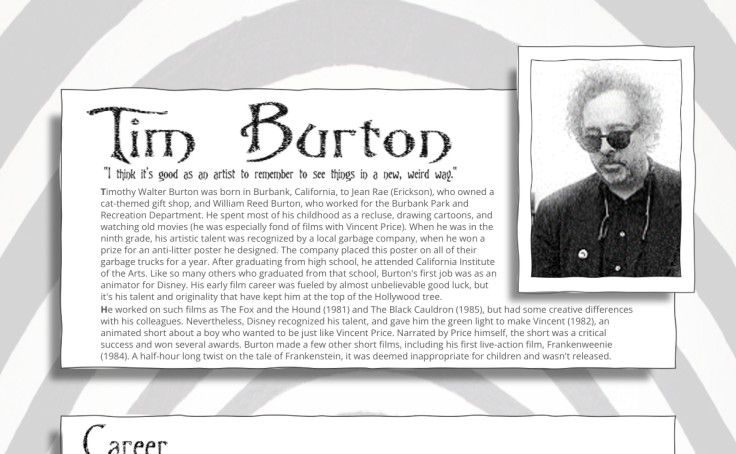 Tim Burton
"I think it's good as an artist to remember to see things in a new, weird way."
Timothy Walter Burton was born in Burbank, California, to Jean Rae (Erickson), who owned a
cat-themed gift shop, and William Reed Burton, who worked for the Burbank Park and
Recreation Department. He spent most of his childhood as a recluse, drawing cartoons, and
watching old movies (he was especially fond of films with Vincent Price). When he was in the
ninth grade, his artistic talent was recognized by a local garbage company, when he won a
prize for an anti-litter poster he designed. The company placed this poster on all of their
garbage trucks for a year. After graduating from high school, he attended California Institute
of the Arts. Like so many others who graduated from that school, Burton's first job was as an
animator for Disney. His early film career was fueled by almost unbelievable good luck, but
it's his talent and originality that have kept him at the top of the Hollywood tree.
He worked on such films as The Fox and the Hound (1981) and The Black Cauldron (1985), but had some creative differences
with his colleagues. Nevertheless, Disney recognized his talent, and gave him the green light to make Vincent (1982), an
animated short about a boy who wanted to be just like Vincent Price. Narrated by Price himself, the short was a critical
success and won several awards. Burton made a few other short films, including his first live-action film, Frankenweenie
(1984). A half-hour long twist on the tale of Frankenstein, it was deemed inappropriate for children and wasn't released.
Career